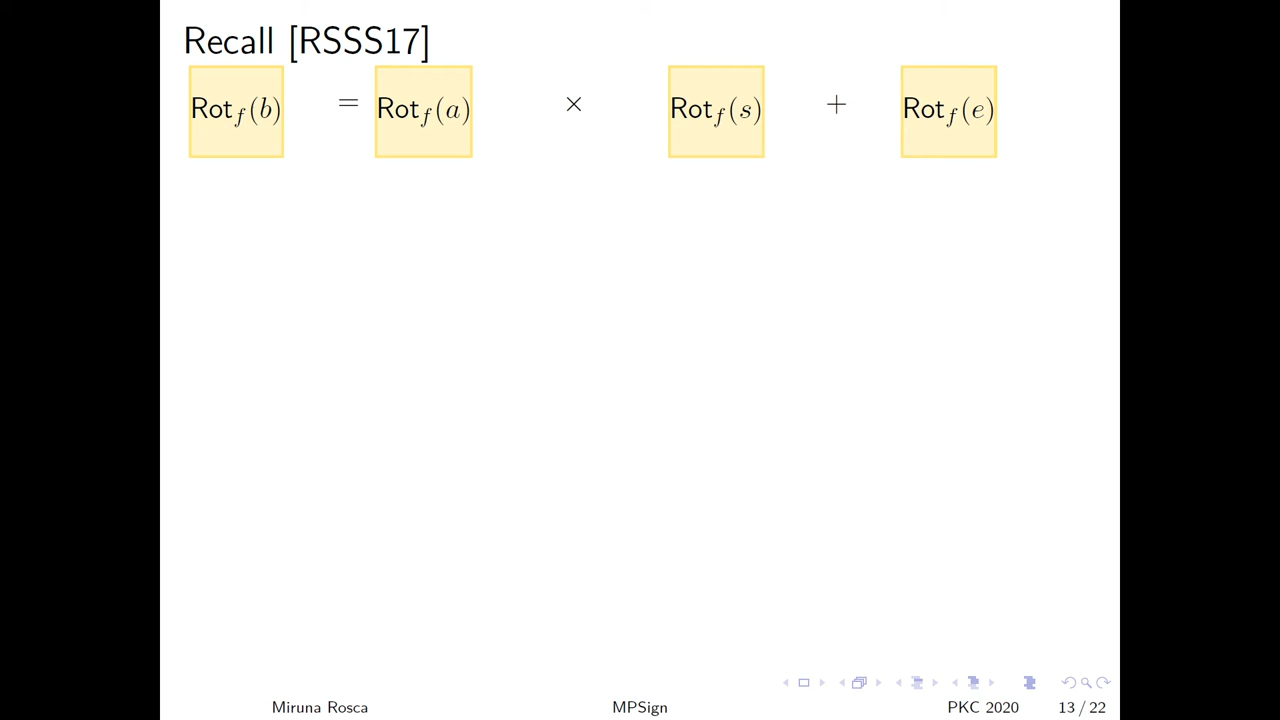 Recall [RSSS17]
Rot_f(b) = Rot_f(a) × Rot_f(s) + Rot_f(e)
Miruna Rosca MPSign PKC 2020 13 / 22